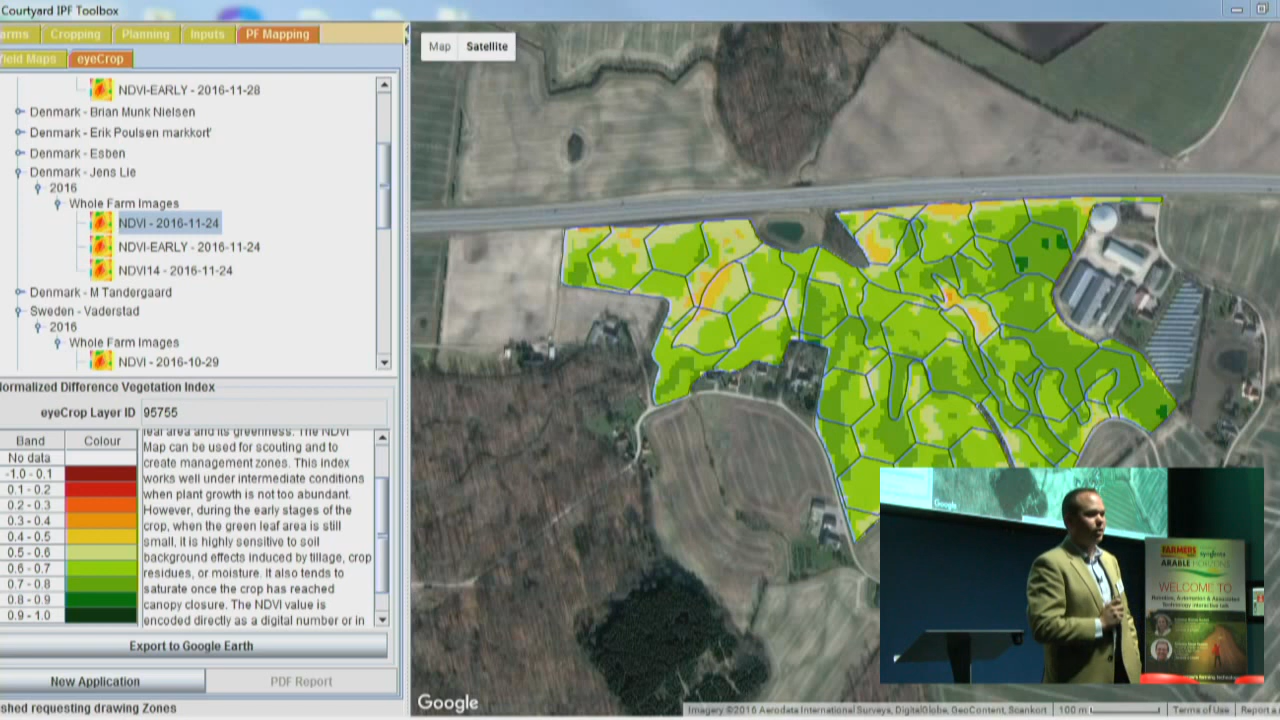 Courtyard IPF Toolbox
arms Cropping Planning Inputs PF Mapping
ield Maps eyeCrop
NDVI-EARLY - 2016-11-28
Denmark - Brian Munk Nielsen
Denmark - Erik Poulsen markkort'
Denmark - Esben
Denmark - Jens Lie
2016
Whole Farm Images
NDVI - 2016-11-24
NDVI-EARLY - 2016-11-24
NDVI14 - 2016-11-24
Denmark - M Tandergaard
Sweden - Vaderstad
2016
Whole Farm Images
NDVI - 2016-10-29
Normalized Difference Vegetation Index
eyeCrop Layer ID 95755
Band Colour
No data
-1.0 - 0.1
0.1 - 0.2
0.2 - 0.3
0.3 - 0.4
0.4 - 0.5
0.5 - 0.6
0.6 - 0.7
0.7 - 0.8
0.8 - 0.9
0.9 - 1.0
leaf area and its greenness. The NDVI
Map can be used for scouting and to
create management zones. This index
works well under intermediate conditions
when plant growth is not too abundant.
However, during the early stages of the
crop, when the green leaf area is still
small, it is highly sensitive to soil
background effects induced by tillage, crop
residues, or moisture. It also tends to
saturate once the crop has reached
canopy closure. The NDVI value is
encoded directly as a digital number or in
Export to Google Earth
New Application PDF Report
shed requesting drawing Zones
Map Satellite
Google
Imagery ©2016 Aerodata International Surveys, DigitalGlobe, GeoContent, Scankort 100 m Terms of Use Report a
Google
FARMERS syngenta
ARABLE HORIZONS
WELCOME TO
Robotics, Automation & Associated
Technology interactive talk